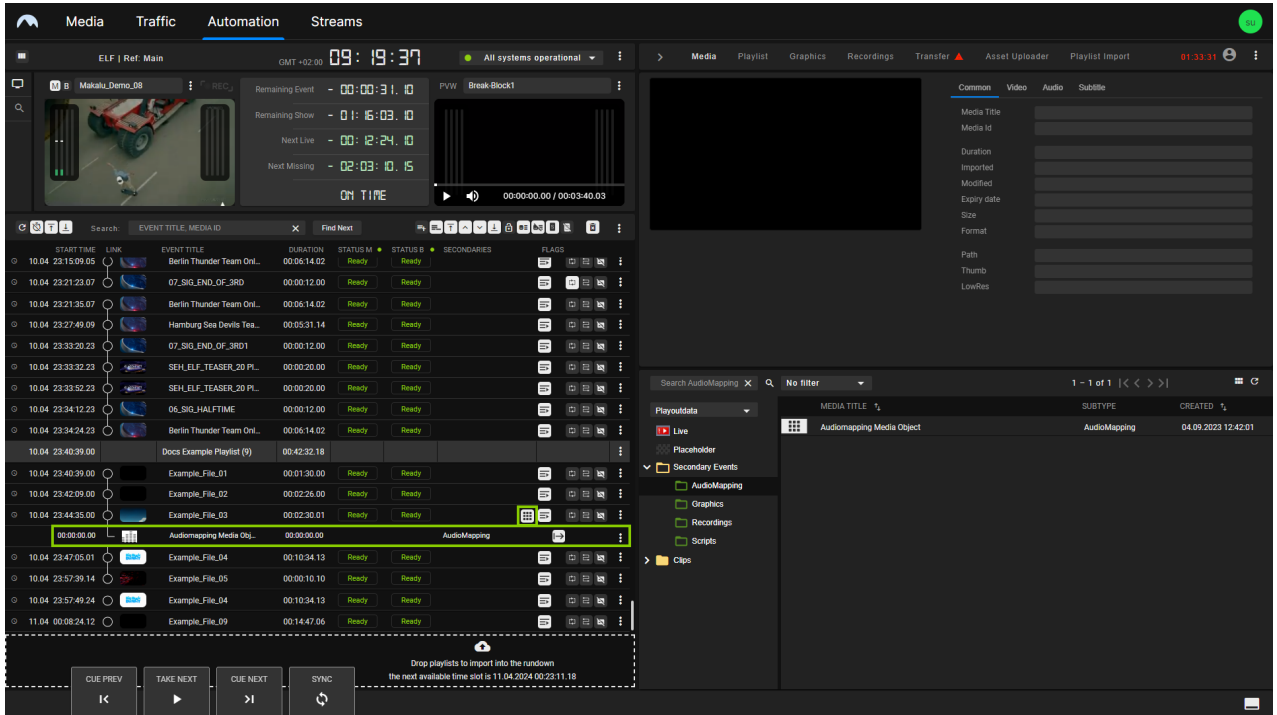 Media Traffic Automation Streams
SU
ELF | Ref: Main
GMT +02:00 09:19:37
All systems operational
Media Playlist Graphics Recordings Transfer Asset Uploader Playlist Import
01:33:31
M B Makalu_Demo_08
REC
Remaining Event - 00:00:31.10
Remaining Show - 01:16:03.10
Next Live - 00:12:24.10
Next Missing - 02:03:10.15
ON TIME
PVW Break-Block1
00:00:00.00 / 00:03:40.03
Common Video Audio Subtitle
Media Title
Media Id
Duration
Imported
Modified
Expiry date
Size
Format
Path
Thumb
LowRes
Search: EVENT TITLE, MEDIA ID
Find Next
START TIME LINK EVENT TITLE DURATION STATUS M STATUS B SECONDARIES FLAGS
10.04 23:15:09.05 Berlin Thunder Team Onl... 00:06:14.02 Ready Ready
10.04 23:21:23.07 07_SIG_END_OF_3RD 00:00:12.00 Ready Ready
10.04 23:21:35.07 Berlin Thunder Team Onl... 00:06:14.02 Ready Ready
10.04 23:27:49.09 Hamburg Sea Devils Tea... 00:05:31.14 Ready Ready
10.04 23:33:20.23 07_SIG_END_OF_3RD1 00:00:12.00 Ready Ready
10.04 23:33:32.23 SEH_ELF_TEASER_20 Pl... 00:00:20.00 Ready Ready
10.04 23:33:52.23 SEH_ELF_TEASER_20 Pl... 00:00:20.00 Ready Ready
10.04 23:34:12.23 06_SIG_HALFTIME 00:00:12.00 Ready Ready
10.04 23:34:24.23 Berlin Thunder Team Onl... 00:06:14.02 Ready Ready
10.04 23:40:39.00 Docs Example Playlist (9) 00:42:32.18
10.04 23:40:39.00 Example_File_01 00:01:30.00 Ready Ready
10.04 23:42:09.00 Example_File_02 00:02:26.00 Ready Ready
10.04 23:44:35.00 Example_File_03 00:02:30.01 Ready Ready
00:00:00.00 Audiomapping Media Obj... 00:00:00.00 AudioMapping
10.04 23:47:05.01 Example_File_04 00:10:34.13 Ready Ready
10.04 23:57:39.14 Example_File_05 00:00:10.10 Ready Ready
10.04 23:57:49.24 Example_File_04 00:10:34.13 Ready Ready
11.04 00:08:24.12 Example_File_09 00:14:47.06 Ready Ready
Drop playlists to import into the rundown
the next available time slot is 11.04.2024 00:23:11.18
CUE PREV TAKE NEXT CUE NEXT SYNC
Search AudioMapping
No filter
1 – 1 of 1
Playoutdata
Live
Placeholder
Secondary Events
AudioMapping
Graphics
Recordings
Scripts
Clips
MEDIA TITLE SUBTYPE CREATED
Audiomapping Media Object AudioMapping 04.09.2023 12:42:01